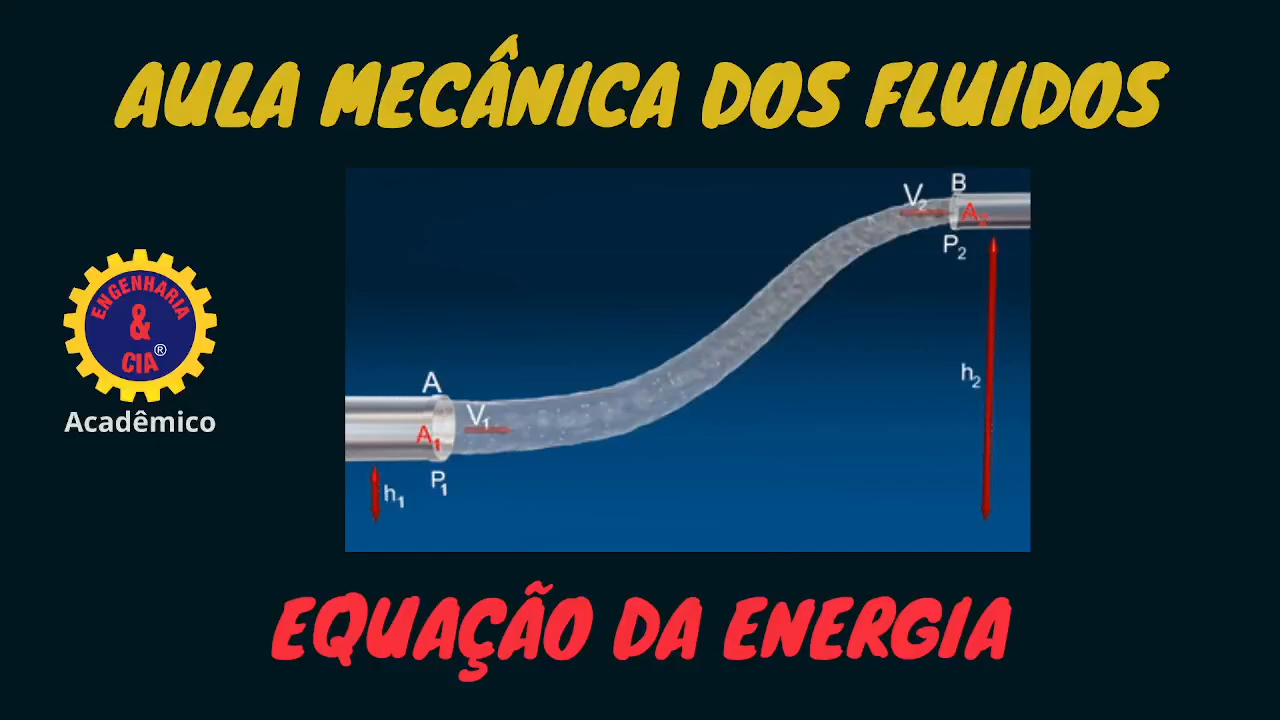 AULA MECÂNICA DOS FLUIDOS
B
V2
A2
P2
h2
A
V1
A1
P1
h1
ENGENHARIA
&
CIA®
Acadêmico
EQUAÇÃO DA ENERGIA